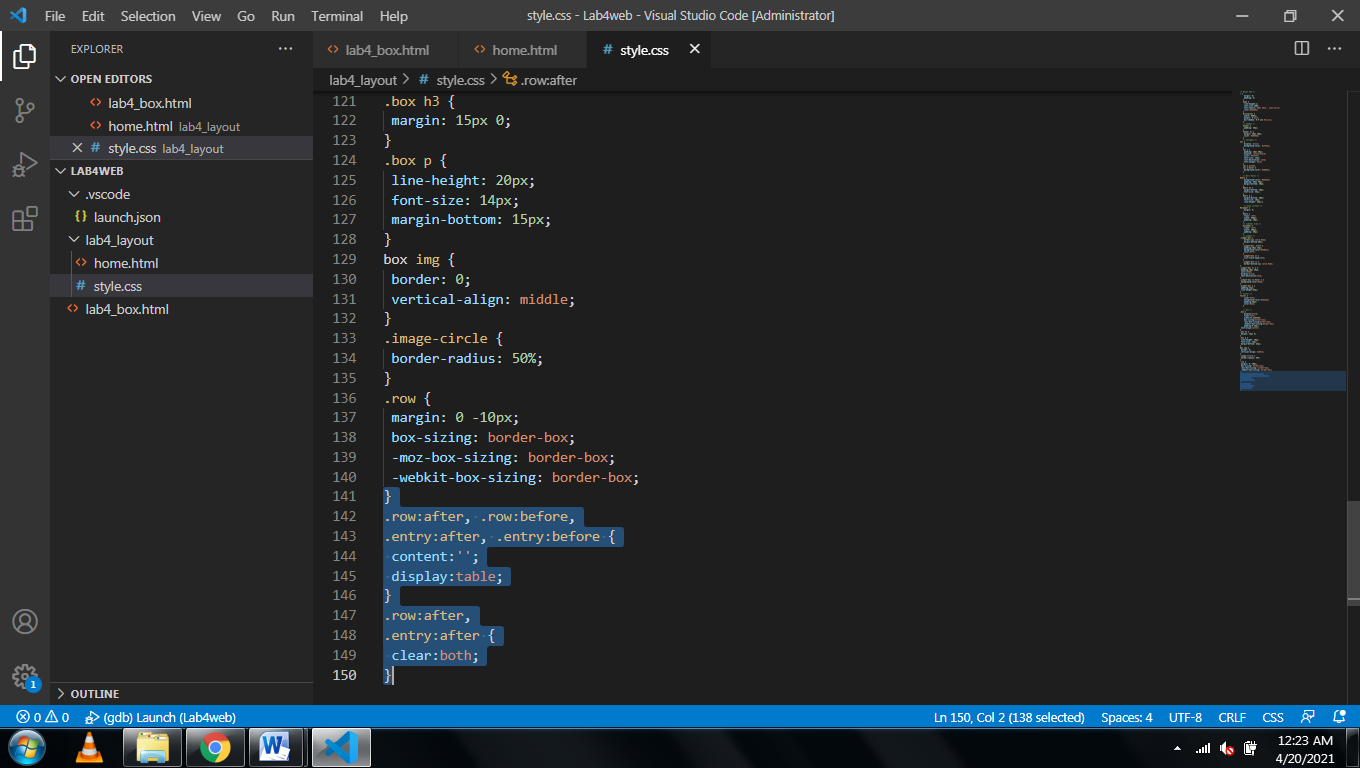 File Edit Selection View Go Run Terminal Help
style.css - Lab4web - Visual Studio Code [Administrator]
EXPLORER
OPEN EDITORS
<> lab4_box.html
<> home.html lab4_layout
# style.css lab4_layout
LAB4WEB
.vscode
{} launch.json
lab4_layout
<> home.html
# style.css
<> lab4_box.html
OUTLINE
<> lab4_box.html
<> home.html
# style.css
lab4_layout > # style.css > .row:after
121 .box h3 {
122 margin: 15px 0;
123 }
124 .box p {
125 line-height: 20px;
126 font-size: 14px;
127 margin-bottom: 15px;
128 }
129 box img {
130 border: 0;
131 vertical-align: middle;
132 }
133 .image-circle {
134 border-radius: 50%;
135 }
136 .row {
137 margin: 0 -10px;
138 box-sizing: border-box;
139 -moz-box-sizing: border-box;
140 -webkit-box-sizing: border-box;
141 }
142 .row:after, .row:before,
143 .entry:after, .entry:before {
144 content:'';
145 display:table;
146 }
147 .row:after,
148 .entry:after {
149 clear:both;
150 }
1
0 0 (gdb) Launch (Lab4web)
Ln 150, Col 2 (138 selected) Spaces: 4 UTF-8 CRLF CSS
12:23 AM
4/20/2021